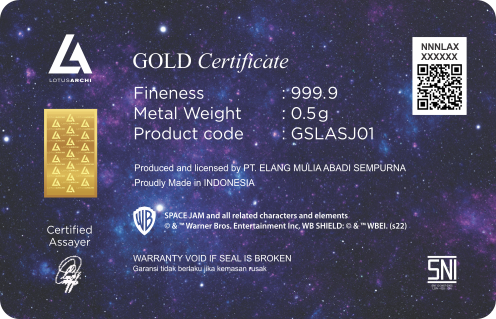 LOTUSARCHI
GOLD Certificate
NNNLAX
XXXXXX
Fineness : 999.9
Metal Weight : 0.5g
Product code : GSLASJ01
Produced and licensed by PT. ELANG MULIA ABADI SEMPURNA
Proudly Made in INDONESIA
Certified
Assayer
WB
SPACE JAM and all related characters and elements
© & ™ Warner Bros. Entertainment Inc. WB SHIELD: © & ™ WBEI. (s22)
WARRANTY VOID IF SEAL IS BROKEN
Garansi tidak berlaku jika kemasan rusak
SNI